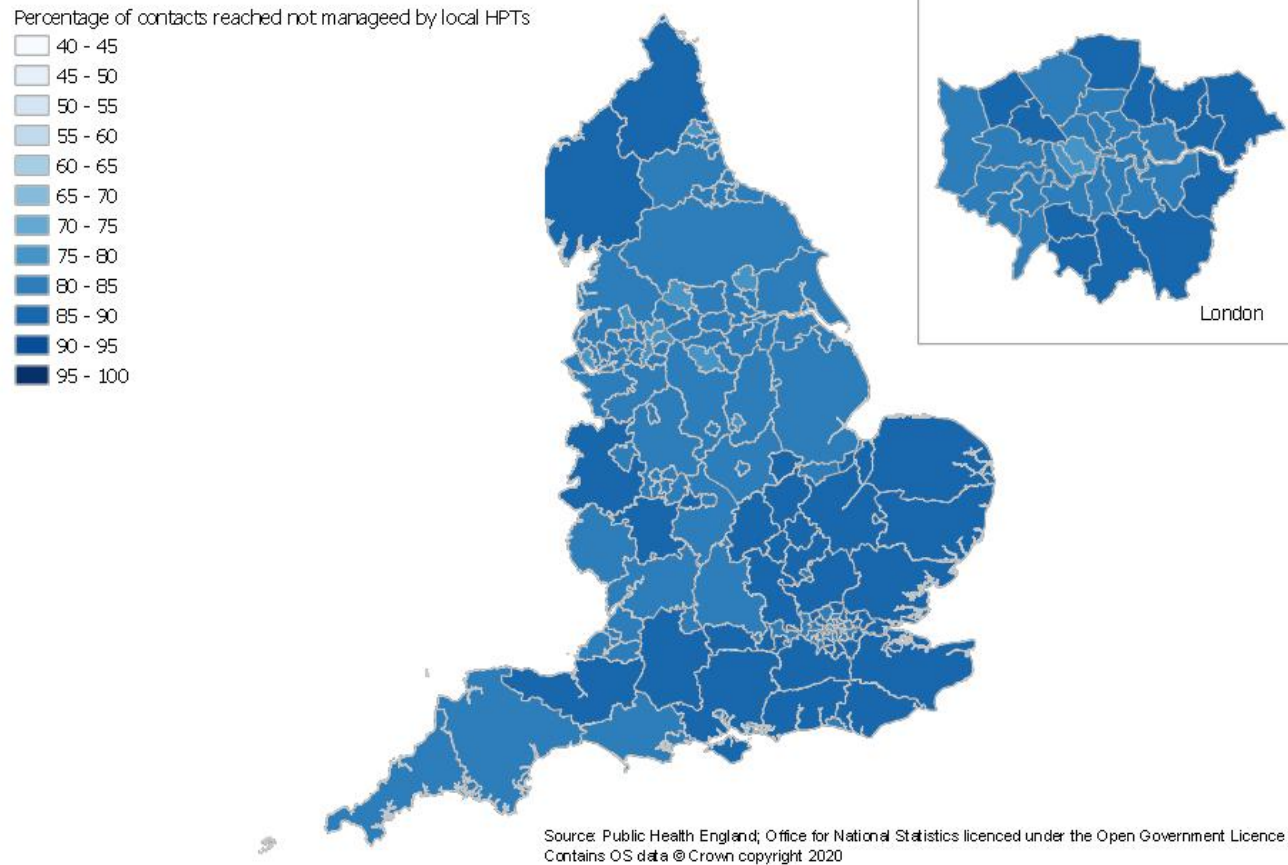 Percentage of contacts reached not manageed by local HPTs
40 - 45
45 - 50
50 - 55
55 - 60
60 - 65
65 - 70
70 - 75
75 - 80
80 - 85
85 - 90
90 - 95
95 - 100
London
Source: Public Health England; Office for National Statistics licenced under the Open Government Licence
Contains OS data © Crown copyright 2020